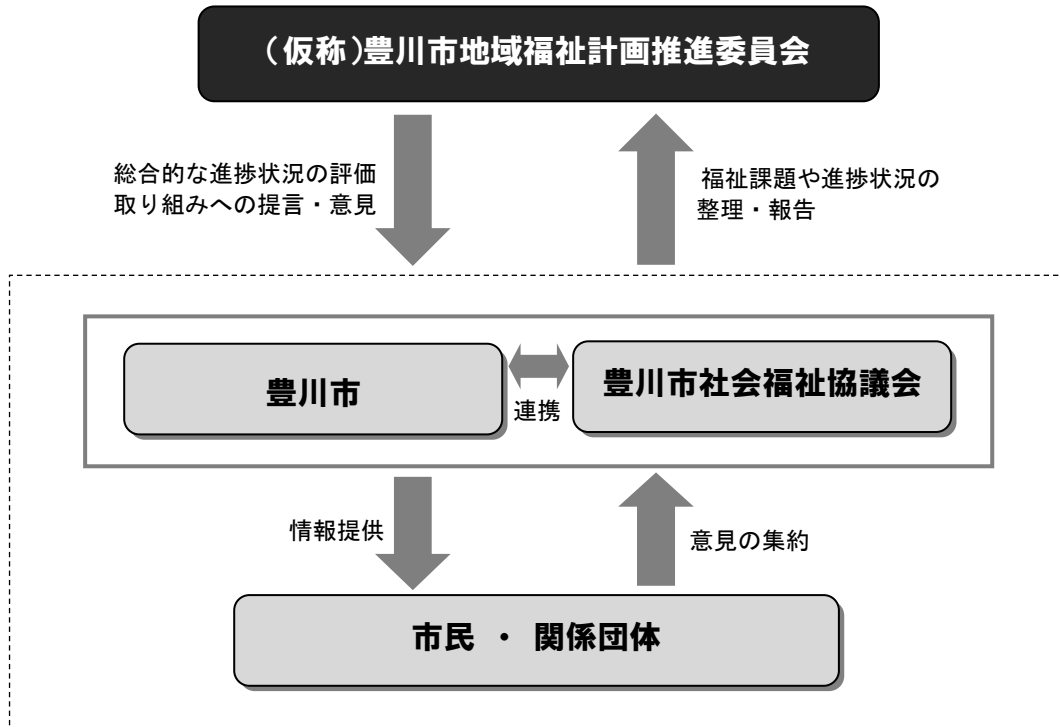 （仮称）豊川市地域福祉計画推進委員会
総合的な進捗状況の評価
取り組みへの提言・意見
福祉課題や進捗状況の
整理・報告
豊川市
連携
豊川市社会福祉協議会
情報提供
意見の集約
市民 ・ 関係団体